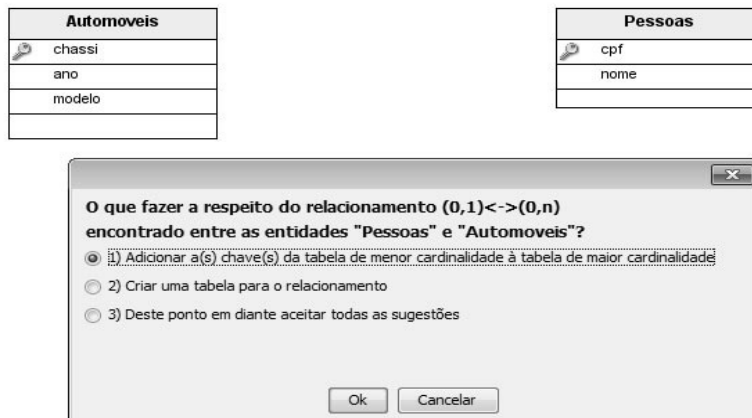 Automoveis
chassi
ano
modelo
Pessoas
cpf
nome
O que fazer a respeito do relacionamento (0,1)<->(0,n)
encontrado entre as entidades "Pessoas" e "Automoveis"?
1) Adicionar a(s) chave(s) da tabela de menor cardinalidade à tabela de maior cardinalidade
2) Criar uma tabela para o relacionamento
3) Deste ponto em diante aceitar todas as sugestões
Ok Cancelar